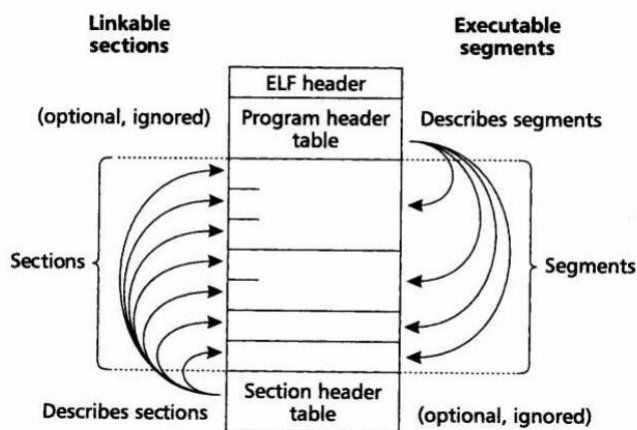 Linkable
sections
Executable
segments
ELF header
(optional, ignored)
Program header
table
Describes segments
Sections
Segments
Describes sections
Section header
table
(optional, ignored)